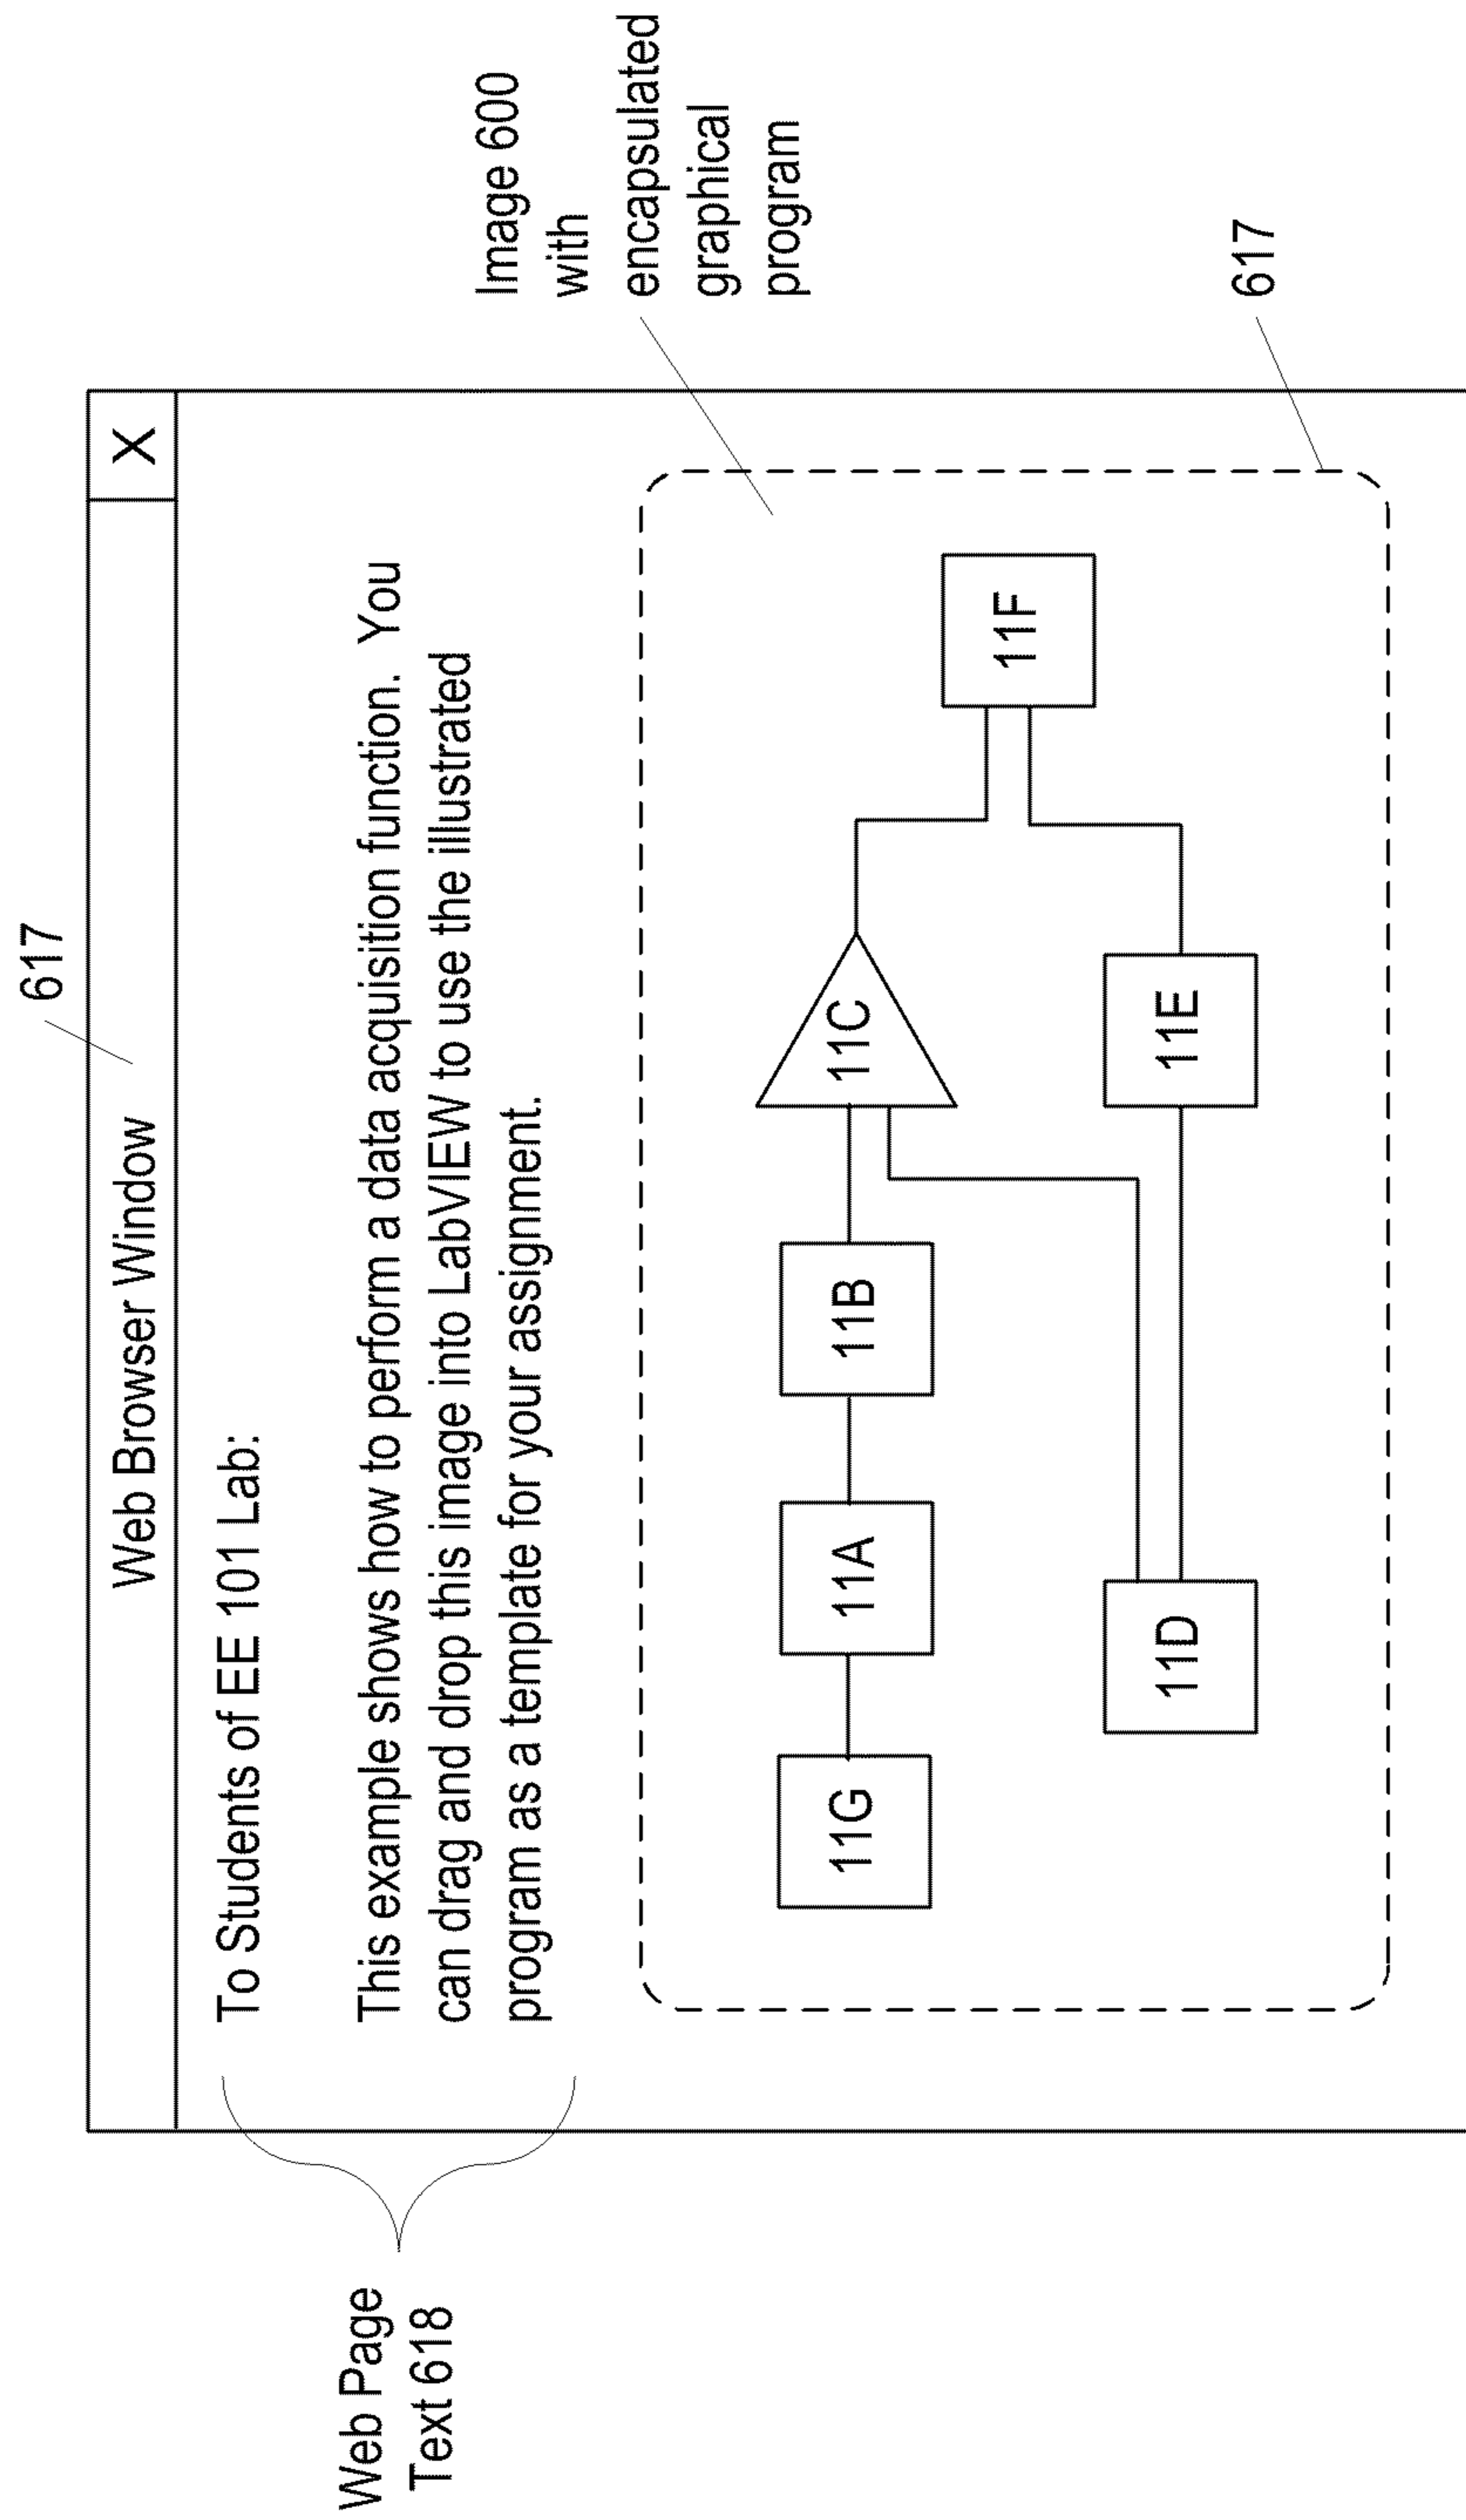 617
Web Browser Window
X
To Students of EE 101 Lab:
This example shows how to perform a data acquisition function.  You
can drag and drop this image into LabVIEW to use the illustrated
program as a template for your assignment.
Web Page
Text 618
Image 600
with
encapsulated
graphical
program
11G
11A
11B
11C
11F
11D
11E
617